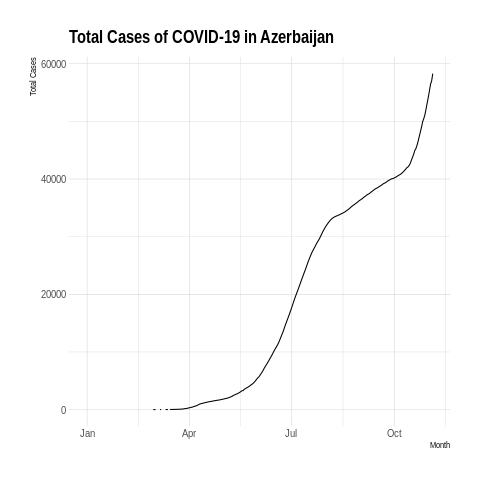 Total Cases of COVID-19 in Azerbaijan
Total Cases
60000
40000
20000
0
Jan Apr Jul Oct
Month